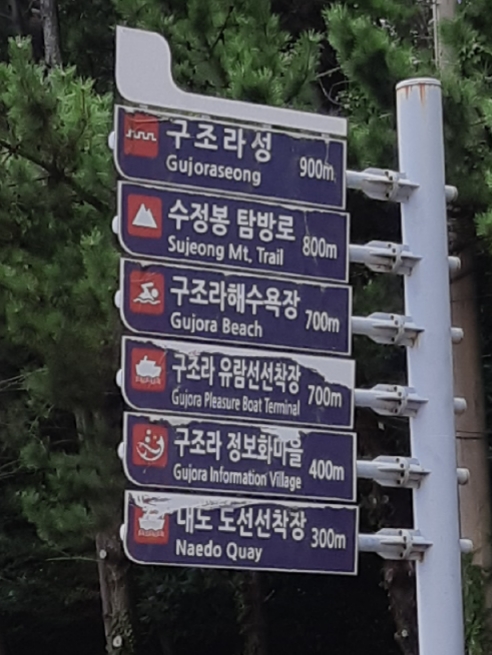 구조라성
Gujoraseong
900m
수정봉 탐방로
Sujeong Mt. Trail
800m
구조라해수욕장
Gujora Beach
700m
구조라 유람선선착장
Gujora Pleasure Boat Terminal
700m
구조라 정보화마을
Gujora Information Village
400m
내도 도선선착장
Naedo Quay
300m